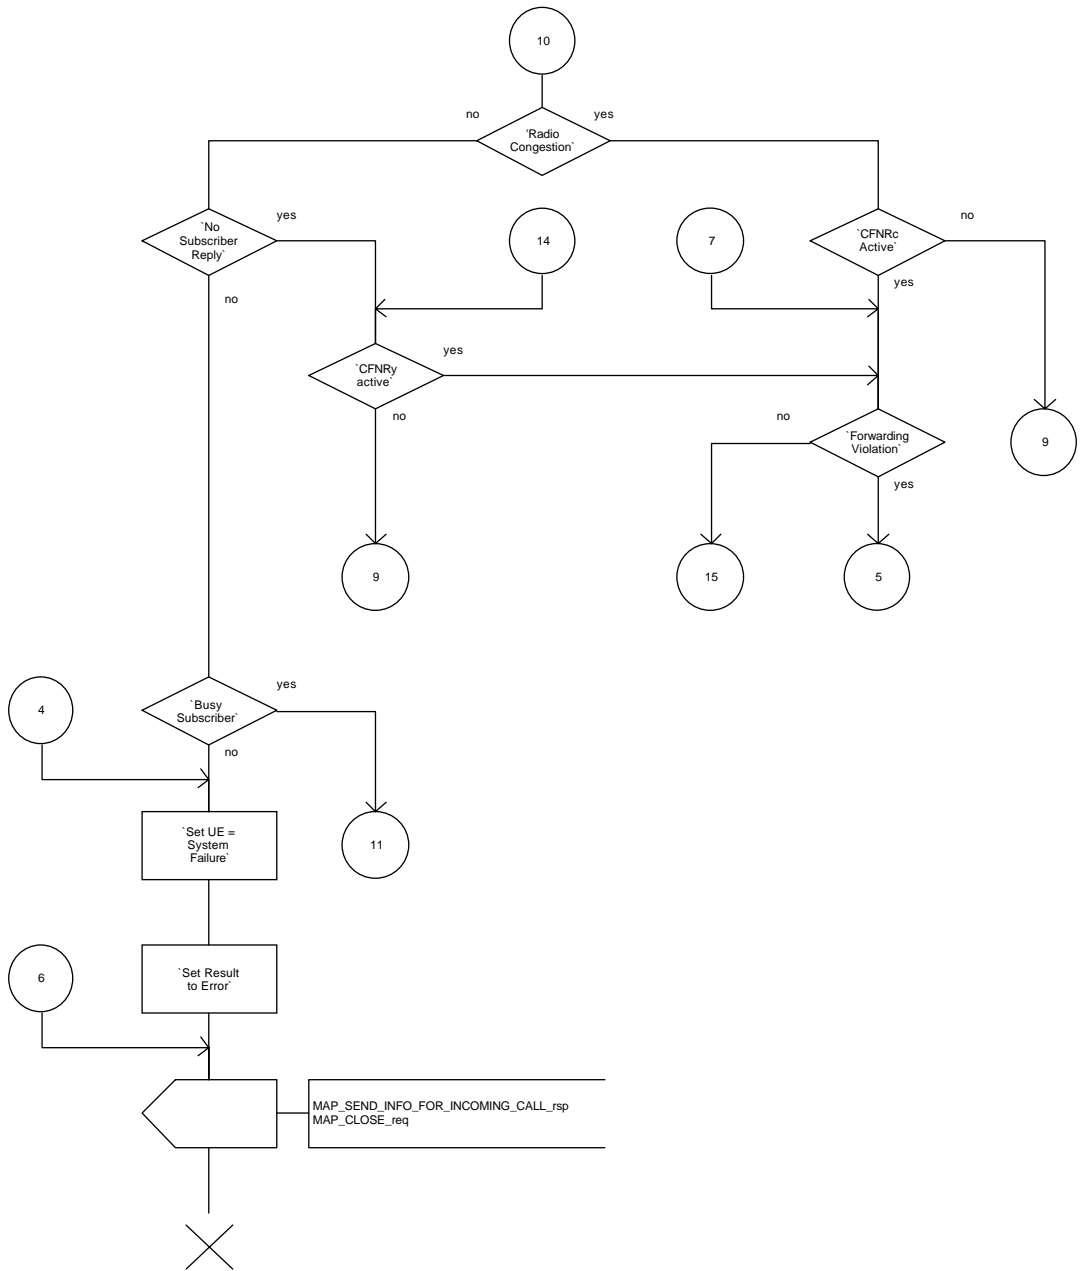 10
no
yes
'Radio
Congestion`
`No
Subscriber
Reply`
yes
no
14
7
`CFNRc
Active`
no
yes
`CFNRy
active`
yes
no
`Forwarding
Violation`
no
yes
9
9
15
5
4
`Busy
Subscriber`
yes
no
`Set UE =
System
Failure`
11
6
`Set Result
to Error`
MAP_SEND_INFO_FOR_INCOMING_CALL_rsp
MAP_CLOSE_req